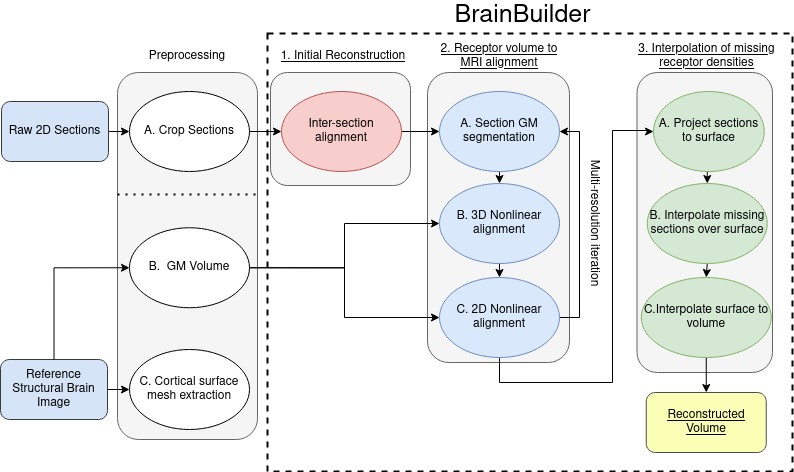 BrainBuilder
Preprocessing
1. Initial Reconstruction
2. Receptor volume to
MRI alignment
3. Interpolation of missing
receptor densities
Raw 2D Sections
A. Crop Sections
Inter-section
alignment
A. Section GM
segmentation
A. Project sections
to surface
Multi-resolution iteration
B. 3D Nonlinear
alignment
B. Interpolate missing
sections over surface
B. GM Volume
C. 2D Nonlinear
alignment
C.Interpolate surface to
volume
Reference
Structural Brain
Image
C. Cortical surface
mesh extraction
Reconstructed
Volume